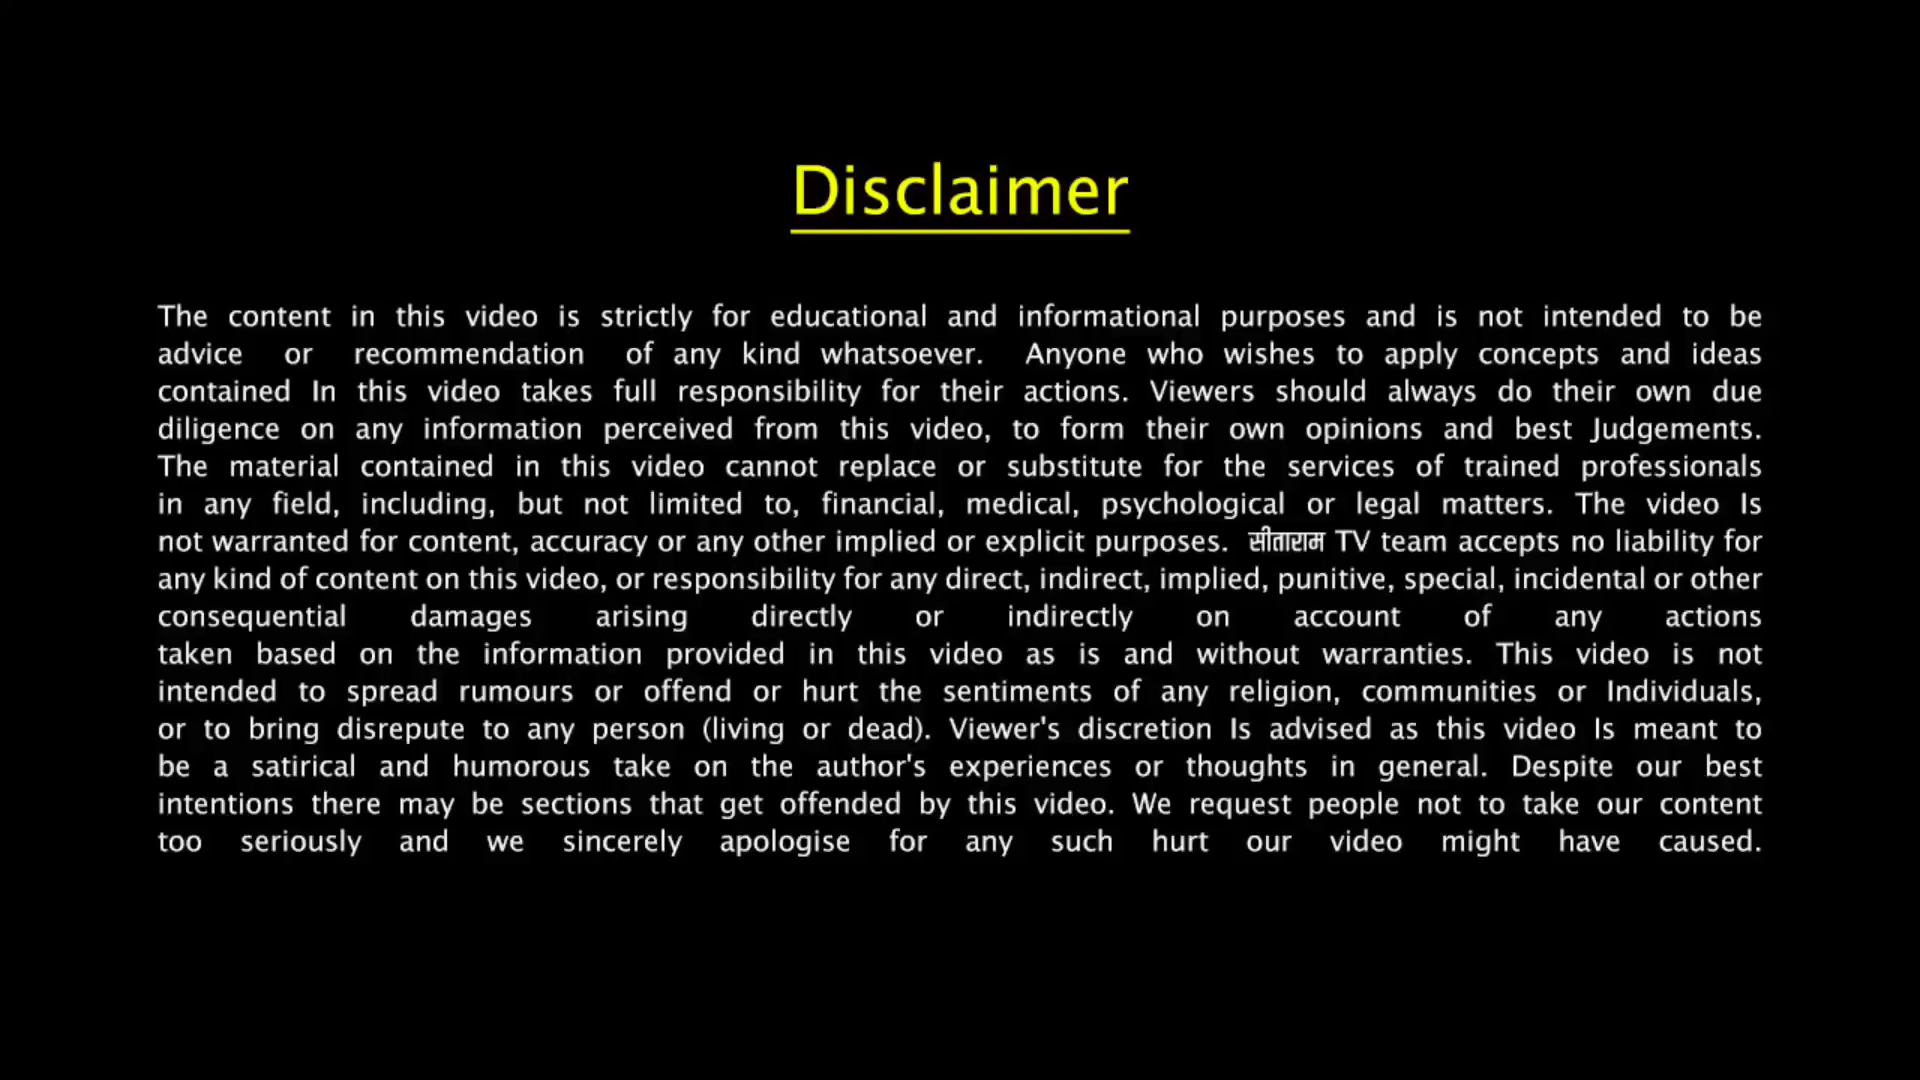 Disclaimer
The content in this video is strictly for educational and informational purposes and is not intended to be
advice or recommendation of any kind whatsoever. Anyone who wishes to apply concepts and ideas
contained In this video takes full responsibility for their actions. Viewers should always do their own due
diligence on any information perceived from this video, to form their own opinions and best Judgements.
The material contained in this video cannot replace or substitute for the services of trained professionals
in any field, including, but not limited to, financial, medical, psychological or legal matters. The video Is
not warranted for content, accuracy or any other implied or explicit purposes. सीताराम TV team accepts no liability for
any kind of content on this video, or responsibility for any direct, indirect, implied, punitive, special, incidental or other
consequential damages arising directly or indirectly on account of any actions
taken based on the information provided in this video as is and without warranties. This video is not
intended to spread rumours or offend or hurt the sentiments of any religion, communities or Individuals,
or to bring disrepute to any person (living or dead). Viewer's discretion Is advised as this video Is meant to
be a satirical and humorous take on the author's experiences or thoughts in general. Despite our best
intentions there may be sections that get offended by this video. We request people not to take our content
too seriously and we sincerely apologise for any such hurt our video might have caused.